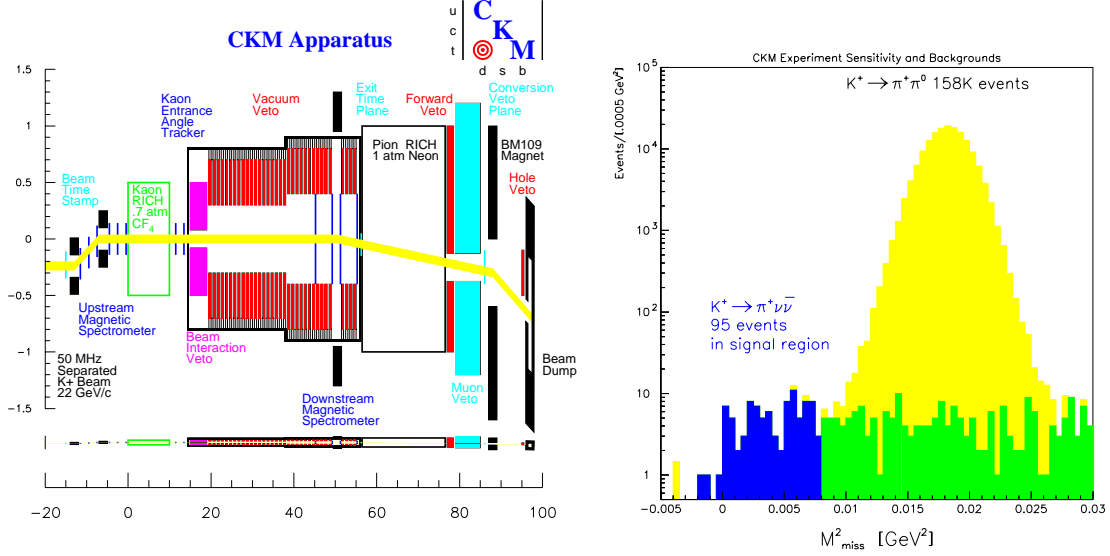 CKM Apparatus
u
c
t
C
K
M
d s b
1.5
1
0.5
0
−0.5
−1
−1.5
−20
0
20
40
60
80
100
Kaon
Entrance
Angle
Tracker
Vacuum
Veto
Exit
Time
Plane
Forward
Veto
Conversion
Veto
Plane
Beam
Time
Stamp
Kaon
RICH
.7 atm
CF4
Pion RICH
1 atm Neon
BM109
Magnet
Hole
Veto
Upstream
Magnetic
Spectrometer
Beam
Interaction
Veto
50 MHz
Separated
K+ Beam
22 GeV/c
Downstream
Magnetic
Spectrometer
Muon
Veto
Beam
Dump
CKM Experiment Sensitivity and Backgrounds
Events/(.0005 GeV²)
10⁵
10⁴
10³
10²
10
1
K⁺→π⁺π⁰ 158K events
K⁺→π⁺νν̅
95 events
in signal region
−0.005
0
0.005
0.01
0.015
0.02
0.025
0.03
M²miss [GeV²]